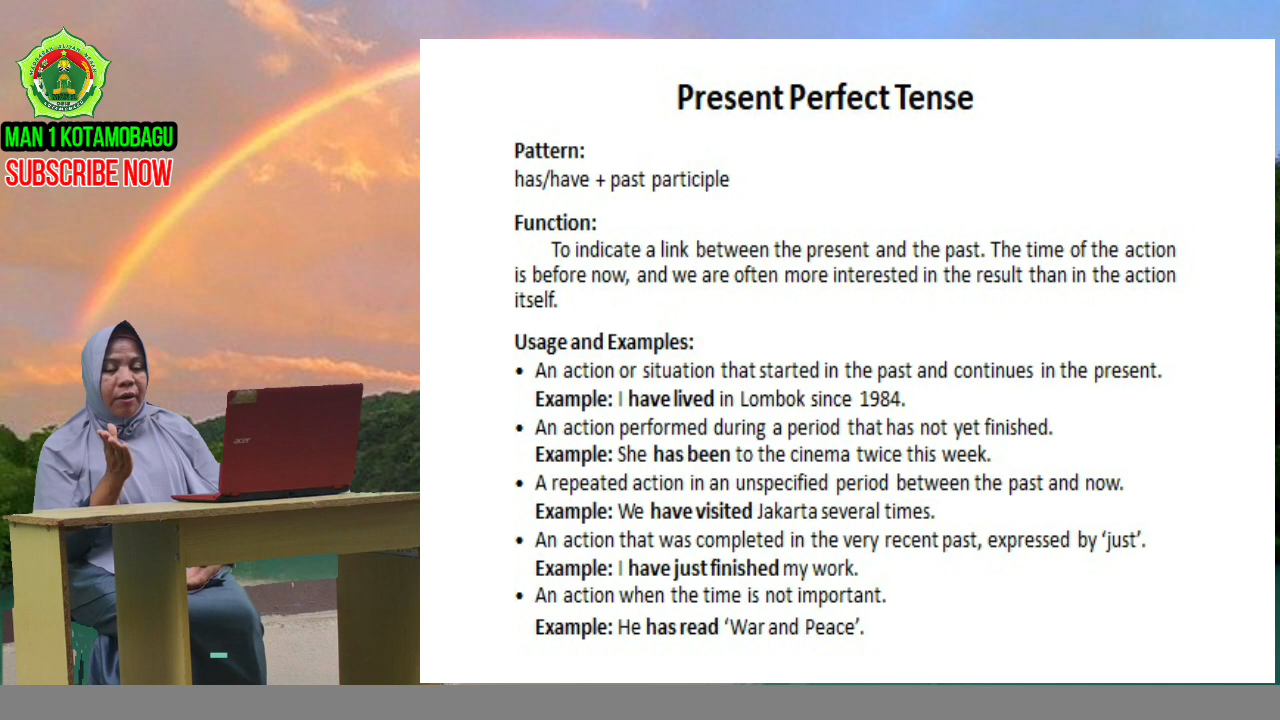 MAN 1 KOTAMOBAGU
SUBSCRIBE NOW
acer
Present Perfect Tense
Pattern:
has/have + past participle
Function:
To indicate a link between the present and the past. The time of the action
is before now, and we are often more interested in the result than in the action
itself.
Usage and Examples:
• An action or situation that started in the past and continues in the present.
Example: I have lived in Lombok since 1984.
• An action performed during a period that has not yet finished.
Example: She has been to the cinema twice this week.
• A repeated action in an unspecified period between the past and now.
Example: We have visited Jakarta several times.
• An action that was completed in the very recent past, expressed by ‘just’.
Example: I have just finished my work.
• An action when the time is not important.
Example: He has read ‘War and Peace’.